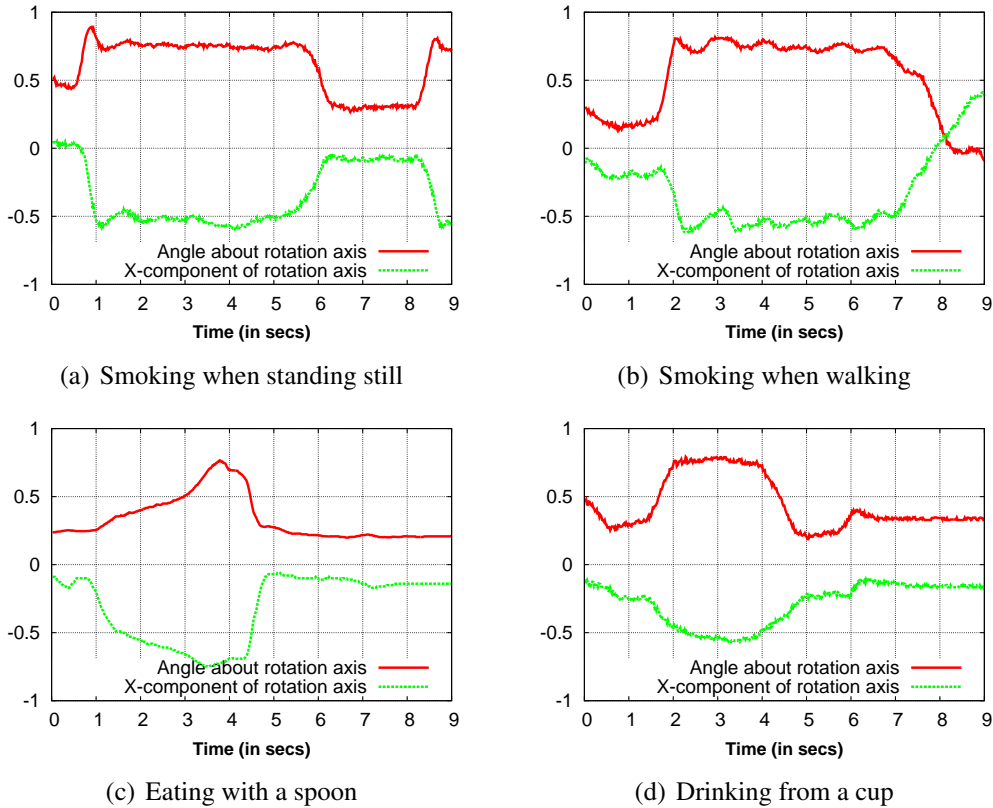 1
0.5
0
-0.5
-1
Angle about rotation axis
X-component of rotation axis
0 1 2 3 4 5 6 7 8 9
Time (in secs)
(a) Smoking when standing still
1
0.5
0
-0.5
-1
Angle about rotation axis
X-component of rotation axis
0 1 2 3 4 5 6 7 8 9
Time (in secs)
(b) Smoking when walking
1
0.5
0
-0.5
-1
Angle about rotation axis
X-component of rotation axis
0 1 2 3 4 5 6 7 8 9
Time (in secs)
(c) Eating with a spoon
1
0.5
0
-0.5
-1
Angle about rotation axis
X-component of rotation axis
0 1 2 3 4 5 6 7 8 9
Time (in secs)
(d) Drinking from a cup